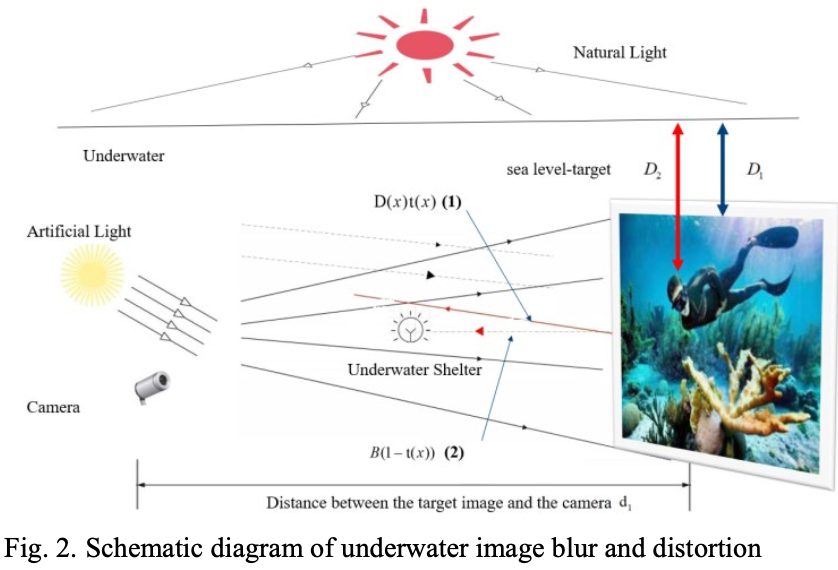 Natural Light
Underwater
sea level-target D₂ D₁
D(x)t(x) (1)
Artificial Light
Underwater Shelter
Camera
B(1 – t(x)) (2)
Distance between the target image and the camera d₁
Fig. 2. Schematic diagram of underwater image blur and distortion